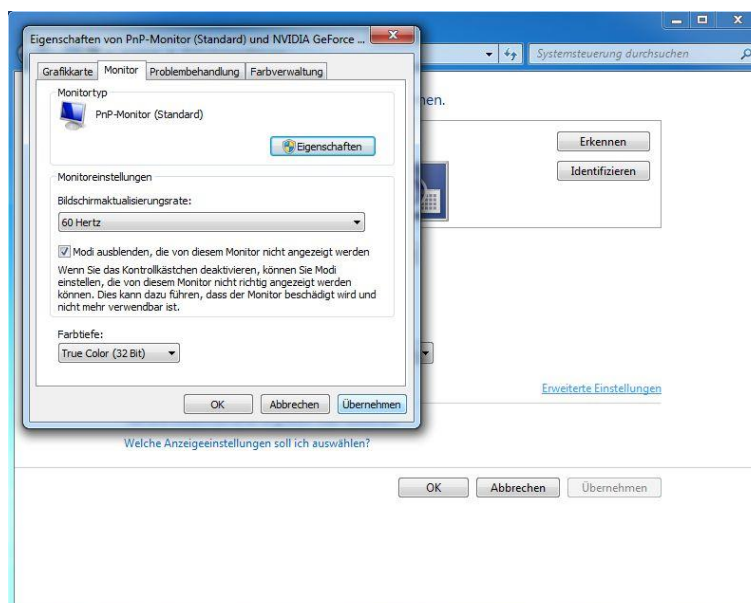 Eigenschaften von PnP-Monitor (Standard) und NVIDIA GeForce ...
Systemsteuerung durchsuchen
Grafikkarte
Monitor
Problembehandlung
Farbverwaltung
Monitortyp
PnP-Monitor (Standard)
Eigenschaften
Monitoreinstellungen
Bildschirmaktualisierungsrate:
60 Hertz
Modi ausblenden, die von diesem Monitor nicht angezeigt werden
Wenn Sie das Kontrollkästchen deaktivieren, können Sie Modi
einstellen, die von diesem Monitor nicht richtig angezeigt werden
können. Dies kann dazu führen, dass der Monitor beschädigt wird und
nicht mehr verwendbar ist.
Farbtiefe:
True Color (32 Bit)
OK
Abbrechen
Übernehmen
Erkennen
Identifizieren
Erweiterte Einstellungen
Welche Anzeigeeinstellungen soll ich auswählen?
OK
Abbrechen
Übernehmen